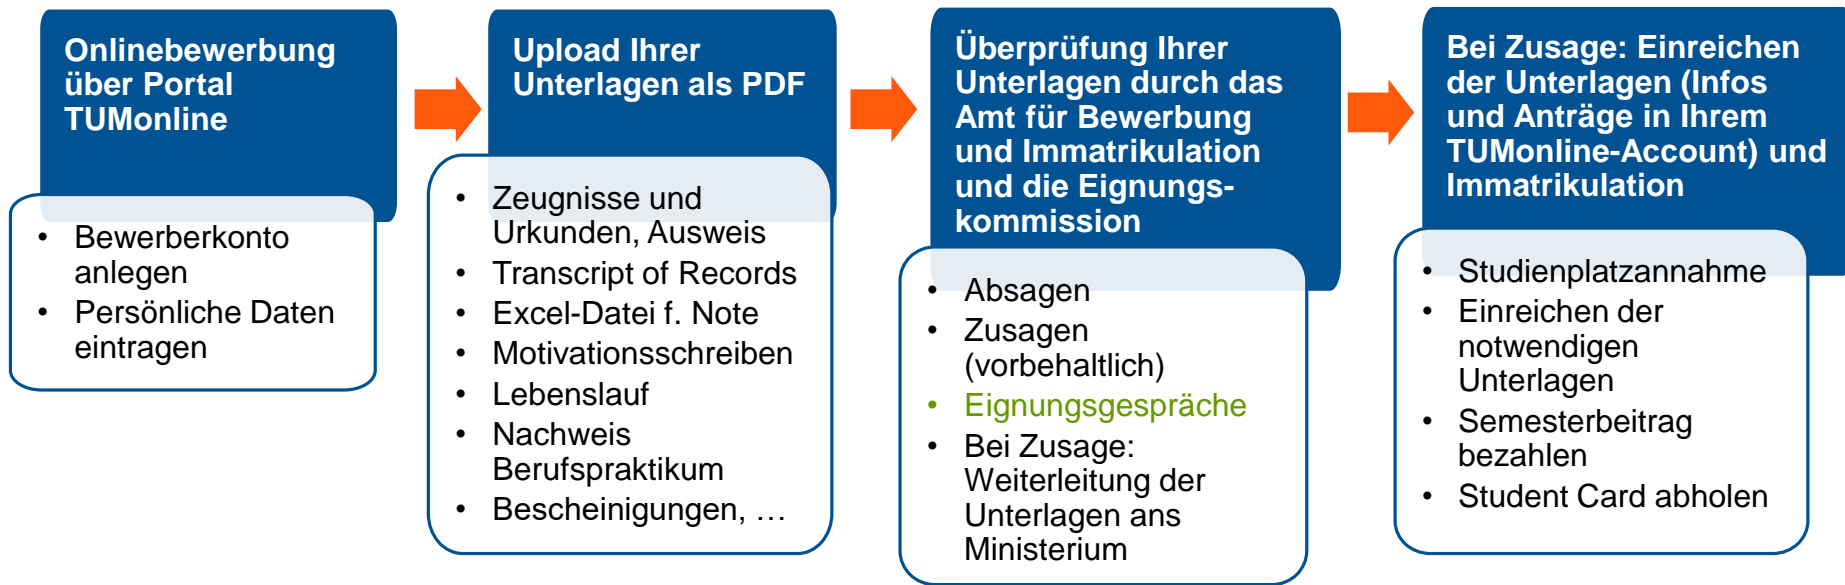 Onlinebewerbung
über Portal
TUMonline
• Bewerberkonto
anlegen
• Persönliche Daten
eintragen
Upload Ihrer
Unterlagen als PDF
• Zeugnisse und
Urkunden, Ausweis
• Transcript of Records
• Excel-Datei f. Note
• Motivationsschreiben
• Lebenslauf
• Nachweis
Berufspraktikum
• Bescheinigungen, …
Überprüfung Ihrer
Unterlagen durch das
Amt für Bewerbung
und Immatrikulation
und die Eignungs-
kommission
• Absagen
• Zusagen
(vorbehaltlich)
• Eignungsgespräche
• Bei Zusage:
Weiterleitung der
Unterlagen ans
Ministerium
Bei Zusage: Einreichen
der Unterlagen (Infos
und Anträge in Ihrem
TUMonline-Account) und
Immatrikulation
• Studienplatzannahme
• Einreichen der
notwendigen
Unterlagen
• Semesterbeitrag
bezahlen
• Student Card abholen